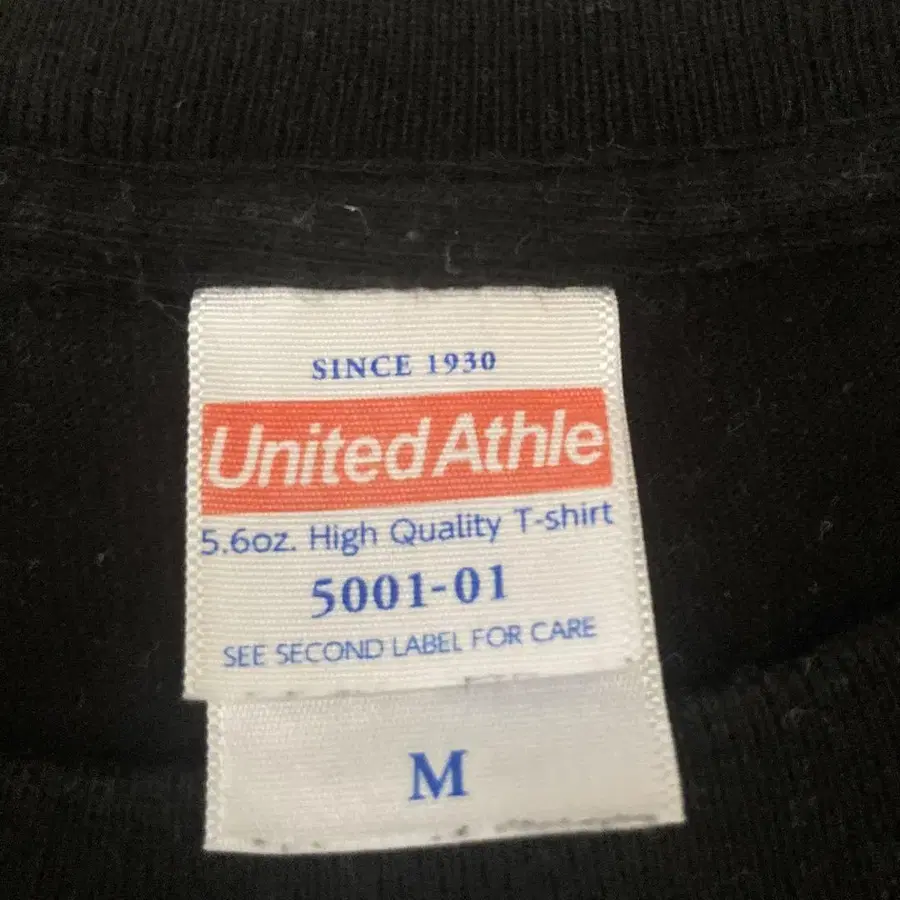 SINCE 1930
United Athle
5.6oz. High Quality T-shirt
5001-01
SEE SECOND LABEL FOR CARE
M